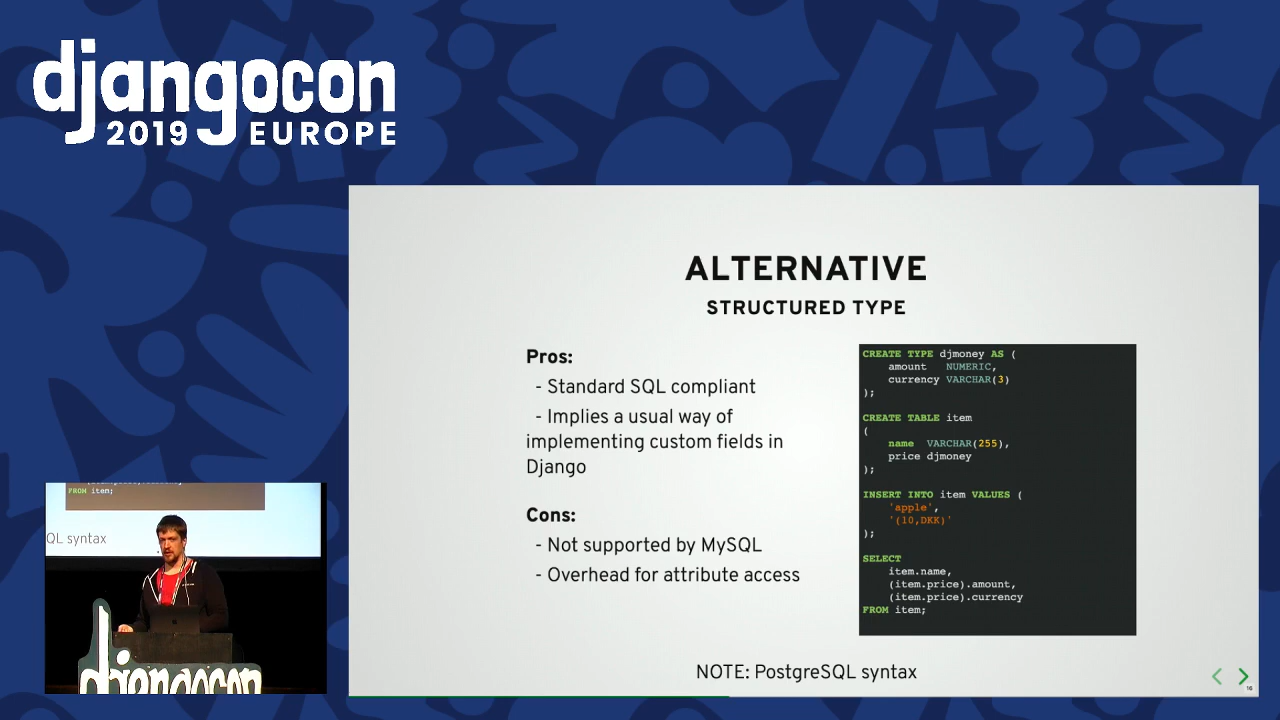 djangocon
2019 EUROPE
ALTERNATIVE
STRUCTURED TYPE
Pros:
- Standard SQL compliant
- Implies a usual way of
implementing custom fields in
Django
Cons:
- Not supported by MySQL
- Overhead for attribute access
CREATE TYPE djmoney AS (
    amount   NUMERIC,
    currency VARCHAR(3)
);
CREATE TABLE item
(
    name  VARCHAR(255),
    price djmoney
);
INSERT INTO item VALUES (
    'apple',
    '(10,DKK)'
);
SELECT
    item.name,
    (item.price).amount,
    (item.price).currency
FROM item;
NOTE: PostgreSQL syntax
16
FROM item;
QL syntax
djangocon